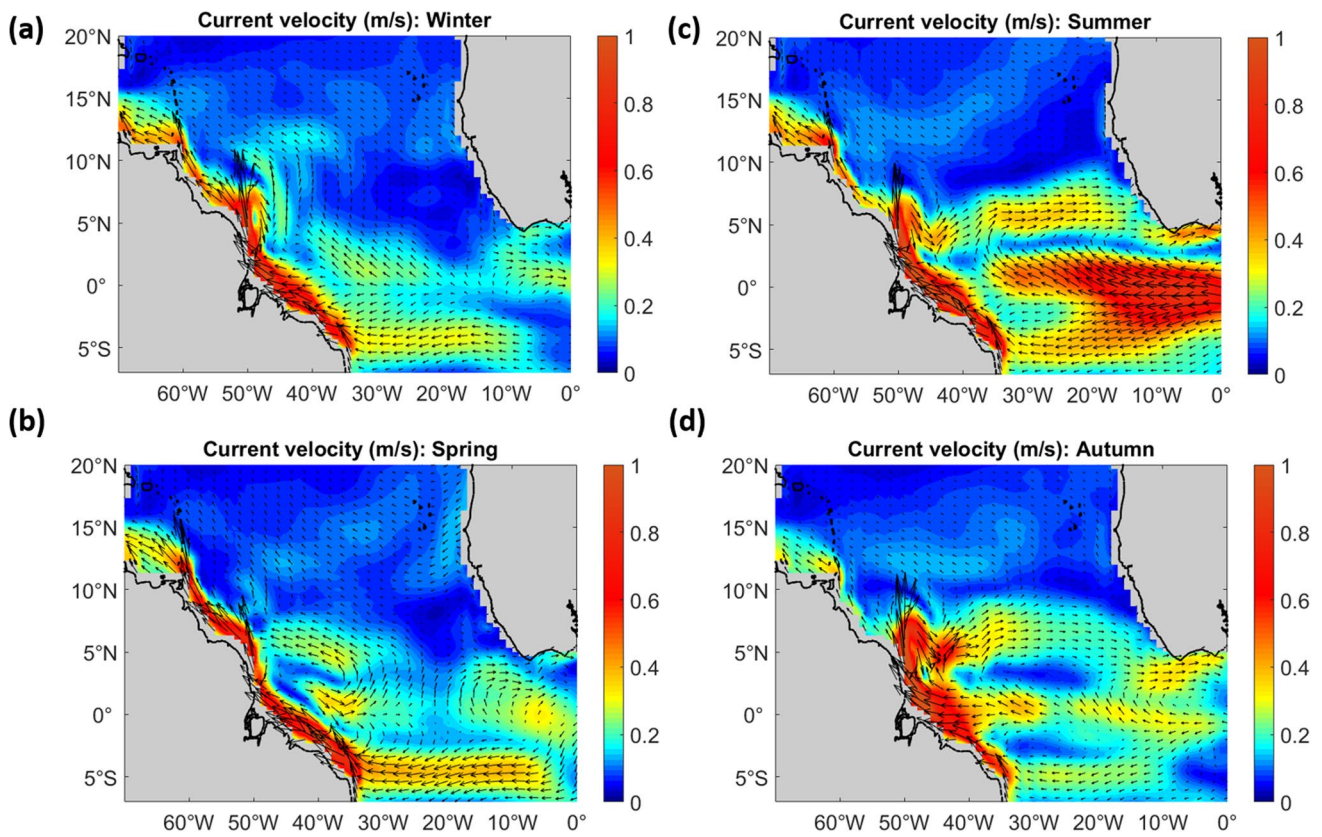 (a)
Current velocity (m/s): Winter
20°N
15°N
10°N
5°N
0°
5°S
60°W 50°W 40°W 30°W 20°W 10°W 0°
1
0.8
0.6
0.4
0.2
0
(c)
Current velocity (m/s): Summer
20°N
15°N
10°N
5°N
0°
5°S
60°W 50°W 40°W 30°W 20°W 10°W 0°
1
0.8
0.6
0.4
0.2
0
(b)
Current velocity (m/s): Spring
20°N
15°N
10°N
5°N
0°
5°S
60°W 50°W 40°W 30°W 20°W 10°W 0°
1
0.8
0.6
0.4
0.2
0
(d)
Current velocity (m/s): Autumn
20°N
15°N
10°N
5°N
0°
5°S
60°W 50°W 40°W 30°W 20°W 10°W 0°
1
0.8
0.6
0.4
0.2
0